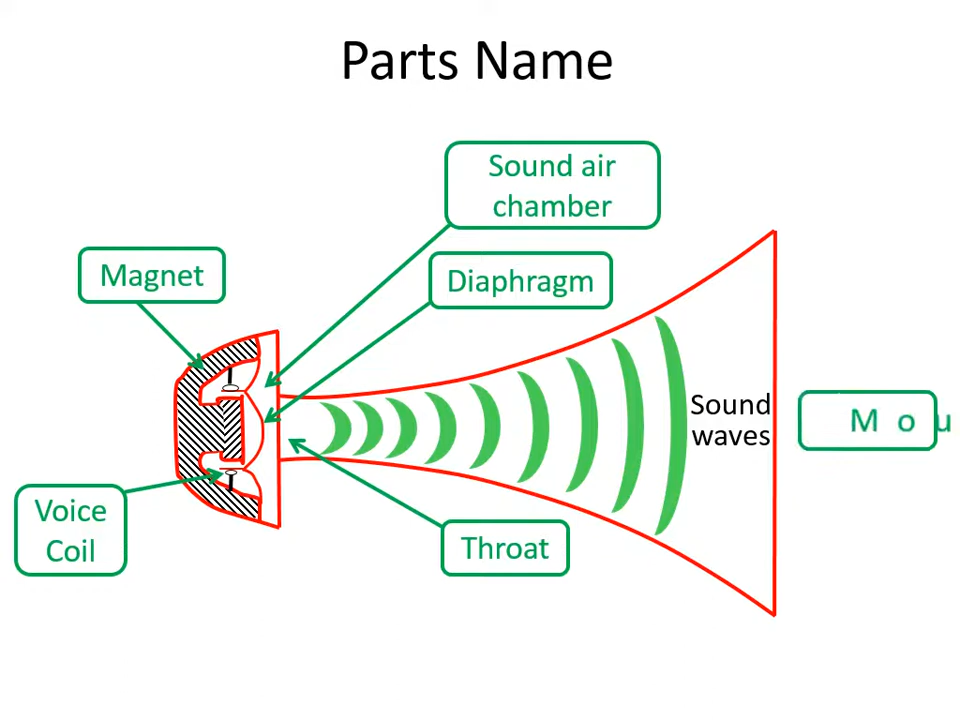 Parts Name
Sound air
chamber
Magnet
Diaphragm
Sound
waves
M o u
Voice
Coil
Throat